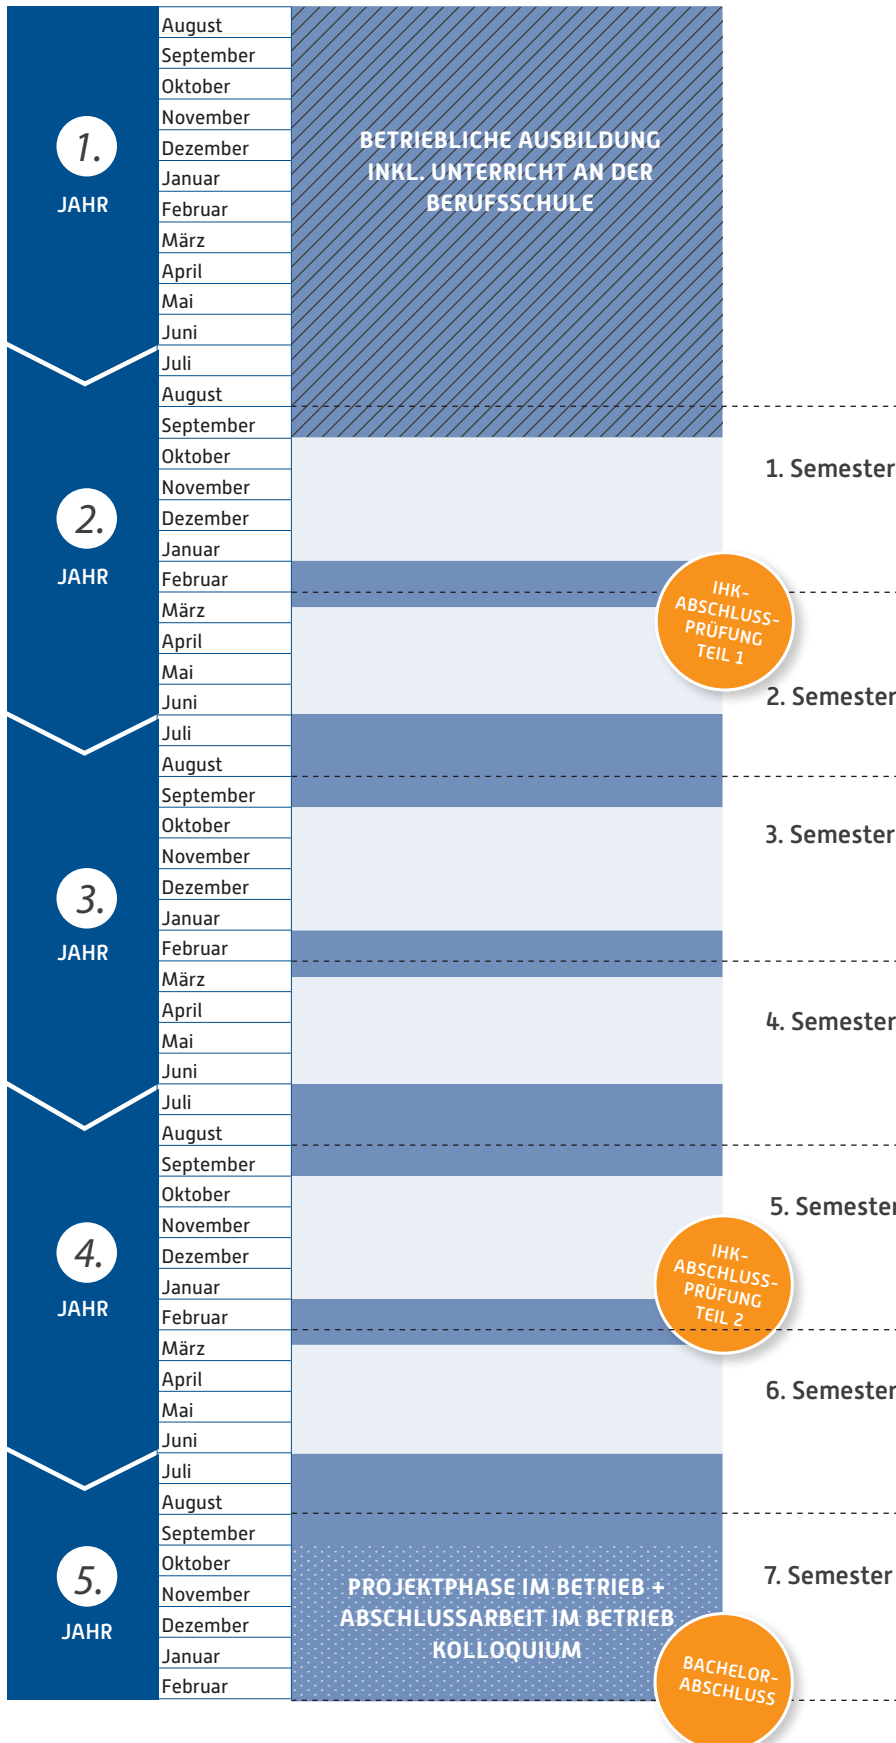 1.
JAHR
August
September
Oktober
November
Dezember
Januar
Februar
März
April
Mai
Juni
Juli
BETRIEBLICHE AUSBILDUNG
INKL. UNTERRICHT AN DER
BERUFSSCHULE
2.
JAHR
August
September
Oktober
November
Dezember
Januar
Februar
März
April
Mai
Juni
1. Semester
IHK-
ABSCHLUSS-
PRÜFUNG
TEIL 1
2. Semester
3.
JAHR
Juli
August
September
Oktober
November
Dezember
Januar
Februar
März
April
Mai
Juni
3. Semester
4. Semester
4.
JAHR
Juli
August
September
Oktober
November
Dezember
Januar
Februar
März
April
Mai
Juni
5. Semester
IHK-
ABSCHLUSS-
PRÜFUNG
TEIL 2
6. Semester
5.
JAHR
Juli
August
September
Oktober
November
Dezember
Januar
Februar
PROJEKTPHASE IM BETRIEB +
ABSCHLUSSARBEIT IM BETRIEB
KOLLOQUIUM
7. Semester
BACHELOR-
ABSCHLUSS